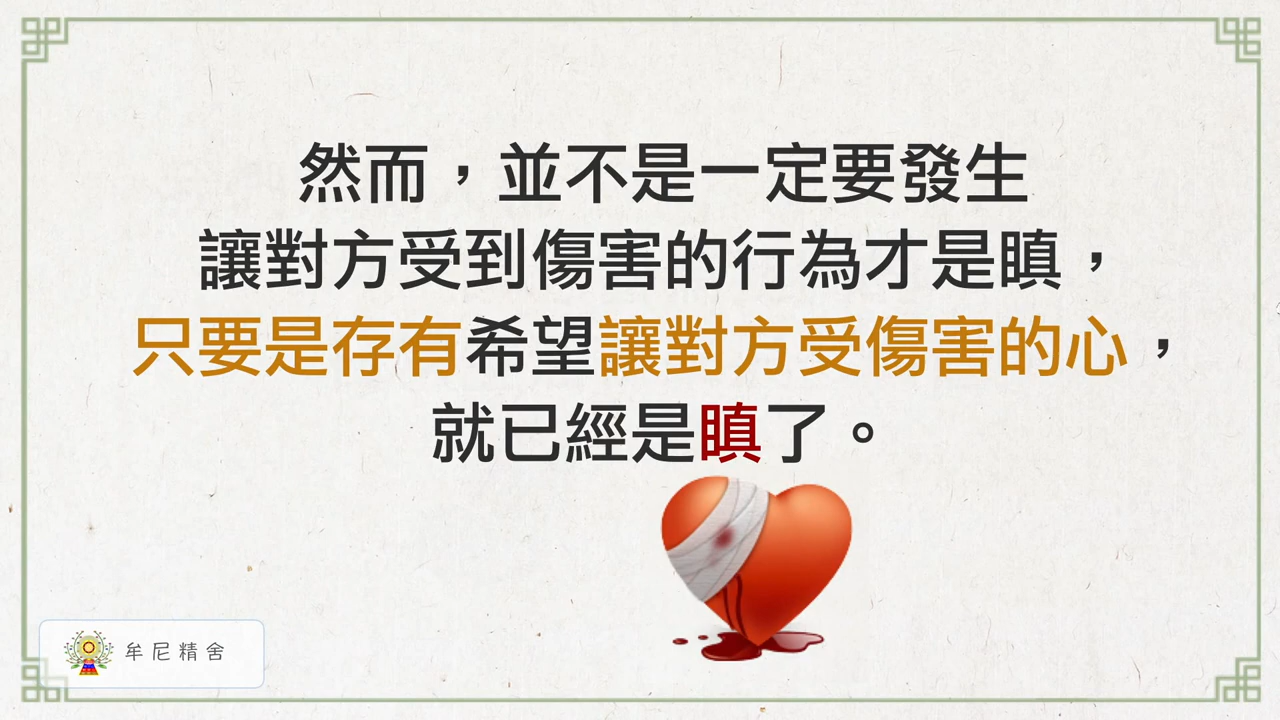 然而，並不是一定要發生
讓對方受到傷害的行為才是瞋，
只要是存有希望讓對方受傷害的心，
就已經是瞋了。
牟尼精舍